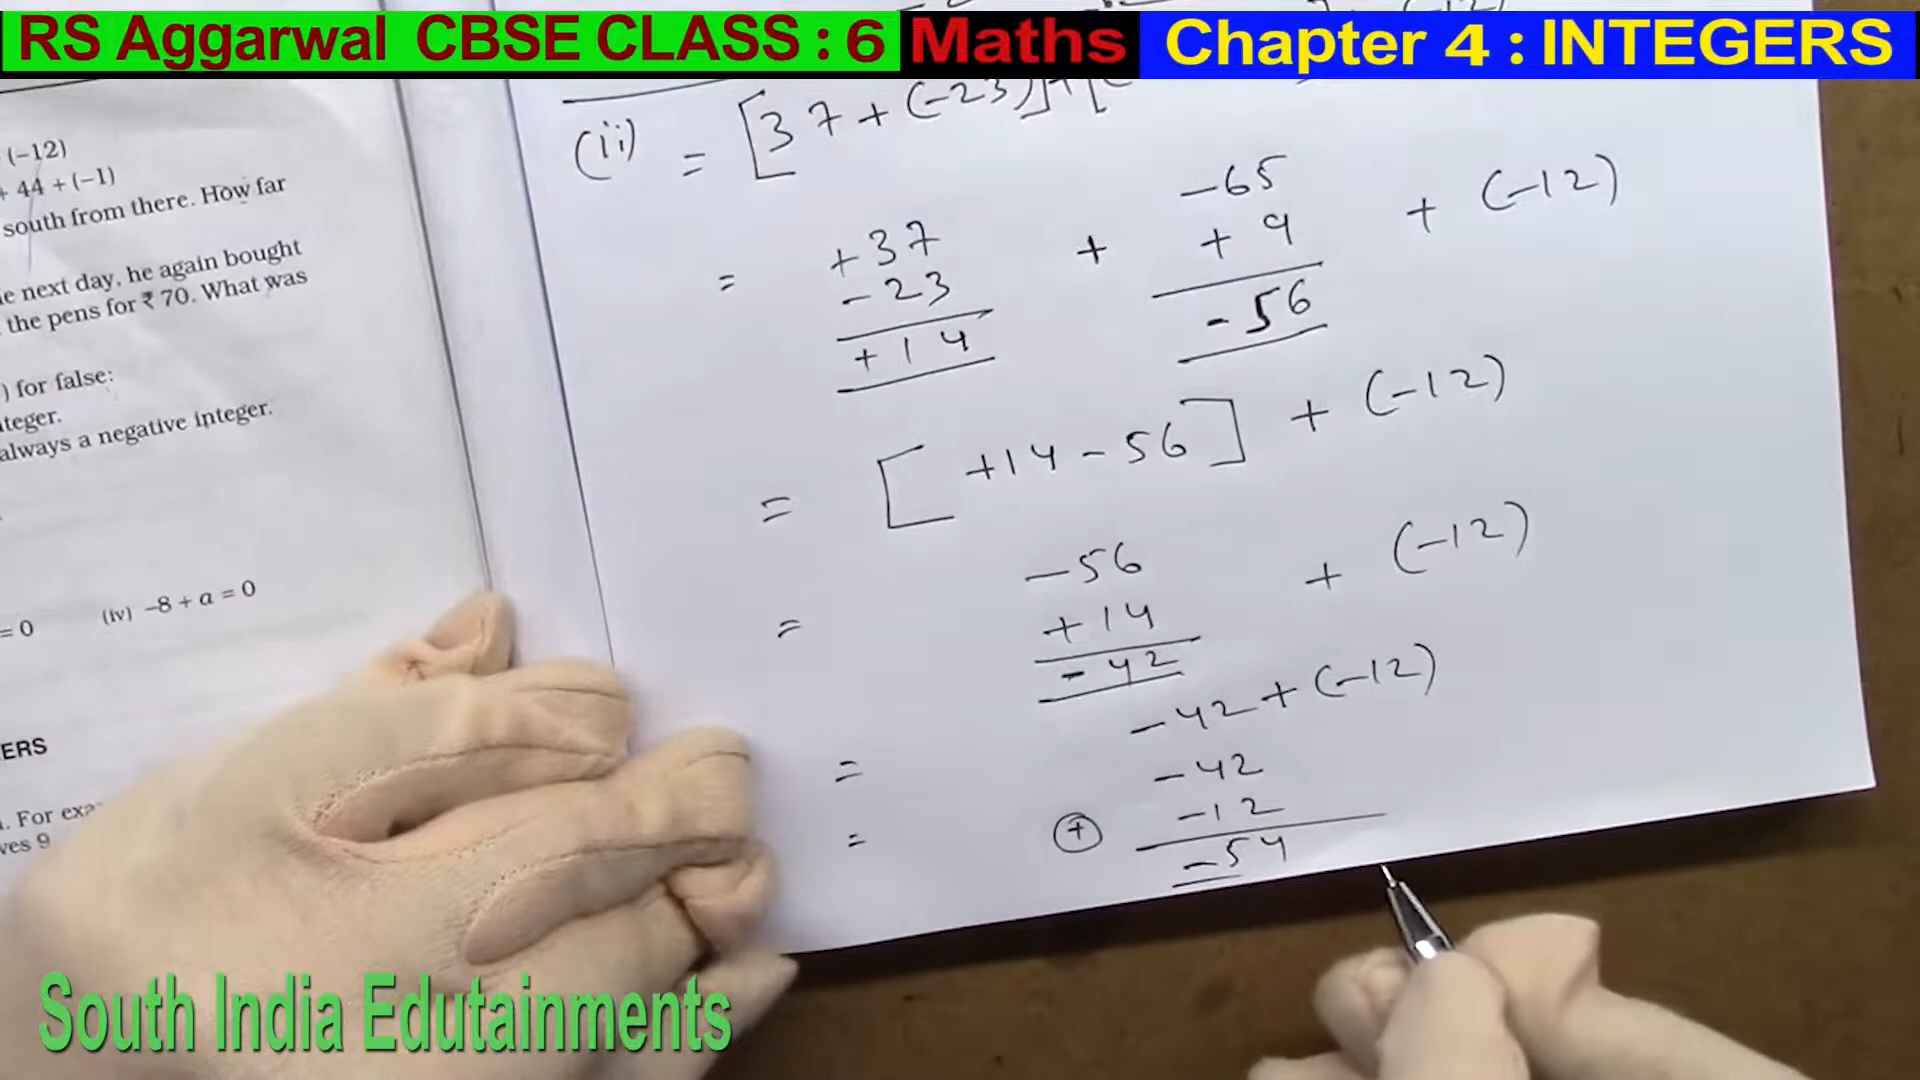 RS Aggarwal CBSE CLASS : 6 Maths Chapter 4 : INTEGERS
(-12)
+ 44 + (-1)
south from there. How far
next day, he again bought
the pens for ₹ 70. What was
) for false:
always a negative integer.
= 0 (iv) -8 + a = 0
ERS
. For
ves 9
(ii) = [37 + (-23)] + [
= +37 + -65 + (-12)
-23 + 9
+14 -56
= [+14 - 56] + (-12)
= -56 + (-12)
+14
-42
= -42 + (-12)
= -42
(+) -12
-54
South India Edutainments